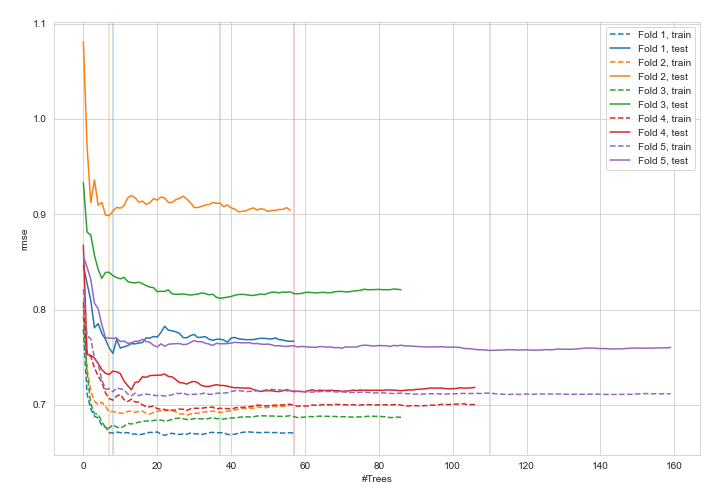 1.1
1.0
0.9
0.8
0.7
rmse
0
20
40
60
80
100
120
140
160
#Trees
Fold 1, train
Fold 1, test
Fold 2, train
Fold 2, test
Fold 3, train
Fold 3, test
Fold 4, train
Fold 4, test
Fold 5, train
Fold 5, test